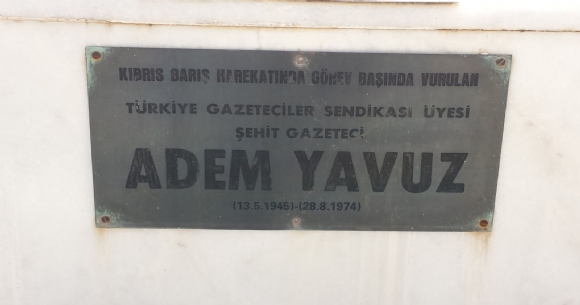 KIBRIS BARIŞ HAREKATINDA GÖREV BAŞINDA VURULAN
TÜRKİYE GAZETECİLER SENDİKASI ÜYESİ
ŞEHİT GAZETECİ
ADEM YAVUZ
(13.5.1945)-(28.8.1974)